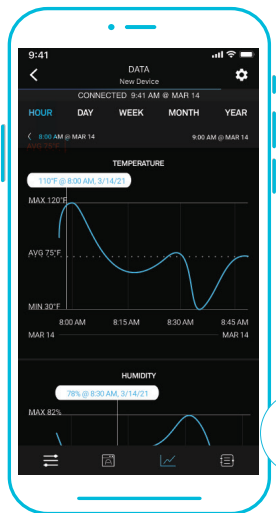 9:41
DATA
New Device
CONNECTED 9:41 AM @ MAR 14
HOUR DAY WEEK MONTH YEAR
8:00 AM @ MAR 14 9:00 AM @ MAR 14
AVG 75°F
TEMPERATURE
110°F @ 8:00 AM, 3/14/21
MAX 120°F
AVG 75°F
MIN 30°F
8:00 AM 8:15 AM 8:30 AM 8:45 AM
MAR 14 MAR 14
HUMIDITY
78% @ 8:30 AM, 3/14/21
MAX 82%